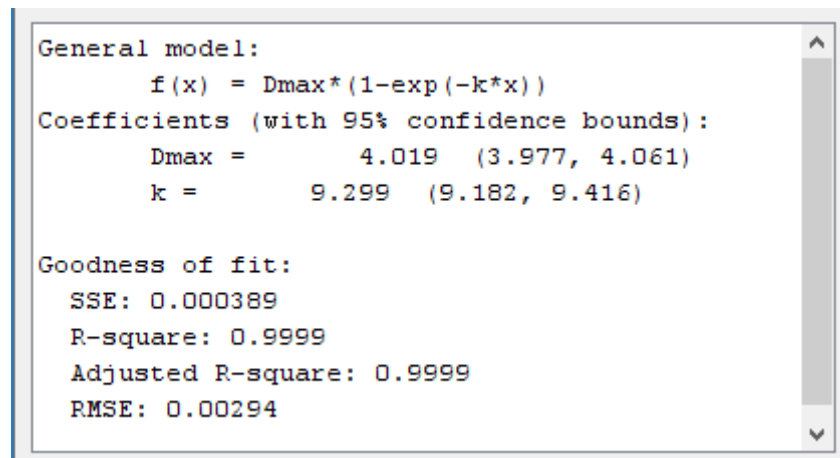 General model:
f(x) = Dmax*(1-exp(-k*x))
Coefficients (with 95% confidence bounds):
Dmax = 4.019 (3.977, 4.061)
k = 9.299 (9.182, 9.416)
Goodness of fit:
SSE: 0.000389
R-square: 0.9999
Adjusted R-square: 0.9999
RMSE: 0.00294